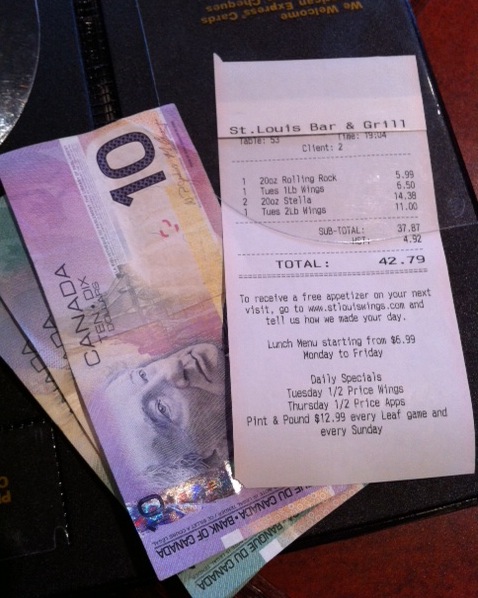 We Welcome
American Express® Cards
Cheques
10
CANADA
TEN·DIX
DOLLARS
BANQUE DU CANADA • BANK OF CANADA
BANQUE DU CANADA
St.Louis Bar & Grill
Table: 53 Time: 19:04
Client: 2
1 20oz Rolling Rock 5.99
1 Tues 1Lb Wings 6.50
2 20oz Stella 14.38
1 Tues 2Lb Wings 11.00
SUB-TOTAL: 37.87
HST: 4.92
TOTAL: 42.79
To receive a free appetizer on your next
visit, go to www.stlouiswings.com and
tell us how we made your day.
Lunch Menu starting from $6.99
Monday to Friday
Daily Specials
Tuesday 1/2 Price Wings
Thursday 1/2 Price Apps
Pint & Pound $12.99 every Leaf game and
every Sunday